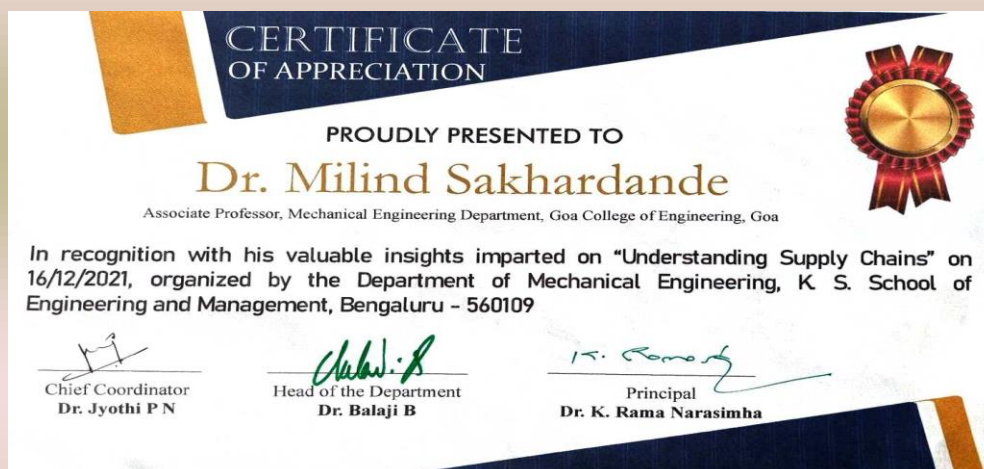 CERTIFICATE
OF APPRECIATION
PROUDLY PRESENTED TO
Dr. Milind Sakhardande
Associate Professor, Mechanical Engineering Department, Goa College of Engineering, Goa
In recognition with his valuable insights imparted on “Understanding Supply Chains” on
16/12/2021, organized by the Department of Mechanical Engineering, K. S. School of
Engineering and Management, Bengaluru – 560109
Chief Coordinator
Dr. Jyothi P N
Head of the Department
Dr. Balaji B
Principal
Dr. K. Rama Narasimha